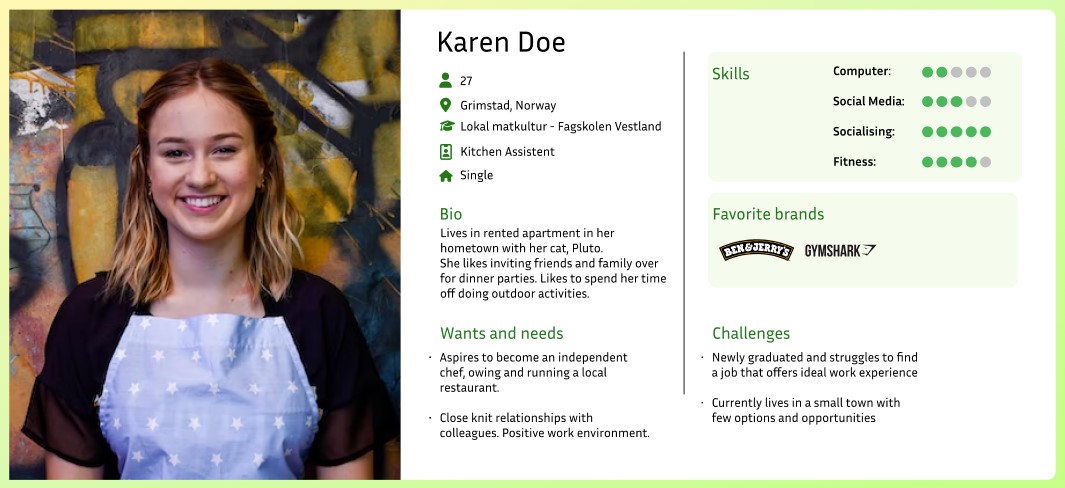 Karen Doe
27
Grimstad, Norway
Lokal matkultur - Fagskolen Vestland
Kitchen Assistent
Single
Bio
Lives in rented apartment in her
hometown with her cat, Pluto.
She likes inviting friends and family over
for dinner parties. Likes to spend her time
off doing outdoor activities.
Wants and needs
· Aspires to become an independent
chef, owing and running a local
restaurant.
· Close knit relationships with
colleagues. Positive work environment.
Skills
Computer:
Social Media:
Socialising:
Fitness:
Favorite brands
BEN & JERRY'S
GYMSHARK
Challenges
· Newly graduated and struggles to find
a job that offers ideal work experience
· Currently lives in a small town with
few options and opportunities